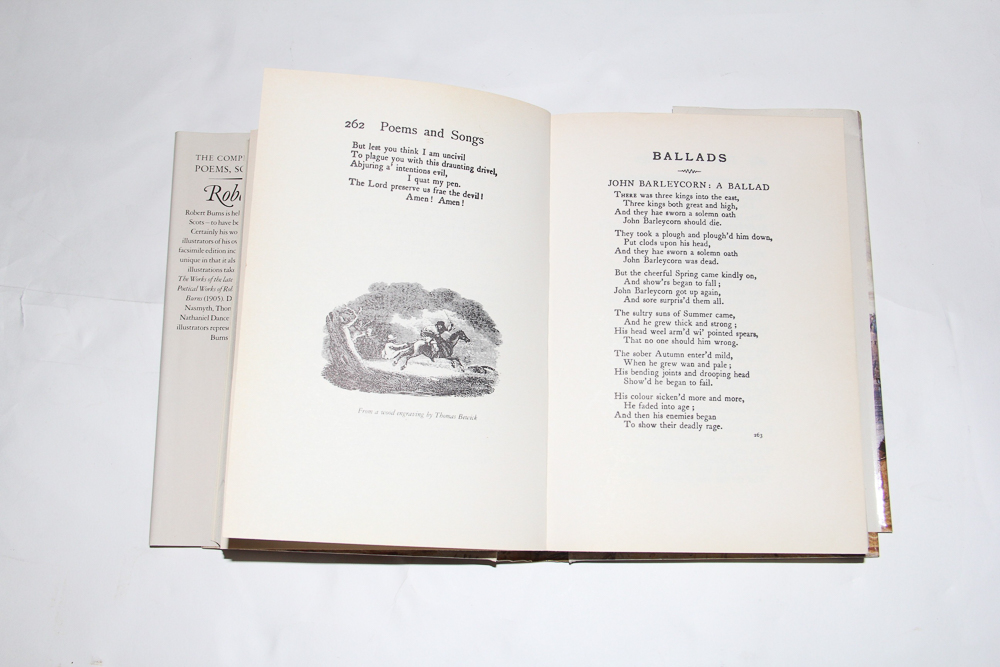 THE COMP
POEMS, SO
Rob
Robert Burns is hel
Scots – to have be
Certainly his wo
illustrators of his ov
facsimile edition inc
unique in that it als
illustrations take
The Works of the late
Poetical Works of Rob
Burns (1905). D
Nasmyth, Thom
Nathaniel Dance
illustrators represe
Burns
262 Poems and Songs
But lest you think I am uncivil
To plague you with this draunting drivel,
Abjuring a' intentions evil,
I quat my pen.
The Lord preserve us frae the devil!
Amen! Amen!
From a wood engraving by Thomas Bewick
BALLADS
JOHN BARLEYCORN: A BALLAD
THERE was three kings into the east,
Three kings both great and high,
And they hae sworn a solemn oath
John Barleycorn should die.
They took a plough and plough'd him down,
Put clods upon his head,
And they hae sworn a solemn oath
John Barleycorn was dead.
But the cheerful Spring came kindly on,
And show'rs began to fall;
John Barleycorn got up again,
And sore surpris'd them all.
The sultry suns of Summer came,
And he grew thick and strong;
His head weel arm'd wi' pointed spears,
That no one should him wrong.
The sober Autumn enter'd mild,
When he grew wan and pale;
His bending joints and drooping head
Show'd he began to fail.
His colour sicken'd more and more,
He faded into age;
And then his enemies began
To show their deadly rage.
263